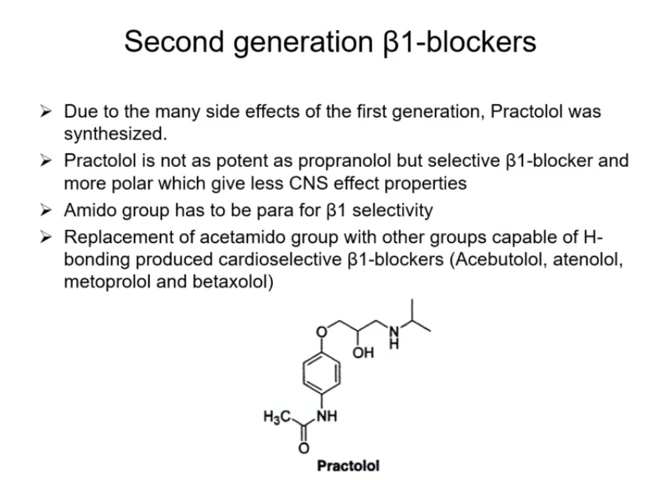 Second generation β1-blockers
➢ Due to the many side effects of the first generation, Practolol was
synthesized.
➢ Practolol is not as potent as propranolol but selective β1-blocker and
more polar which give less CNS effect properties
➢ Amido group has to be para for β1 selectivity
➢ Replacement of acetamido group with other groups capable of H-
bonding produced cardioselective β1-blockers (Acebutolol, atenolol,
metoprolol and betaxolol)
O
N
H
OH
H₃C
NH
O
Practolol